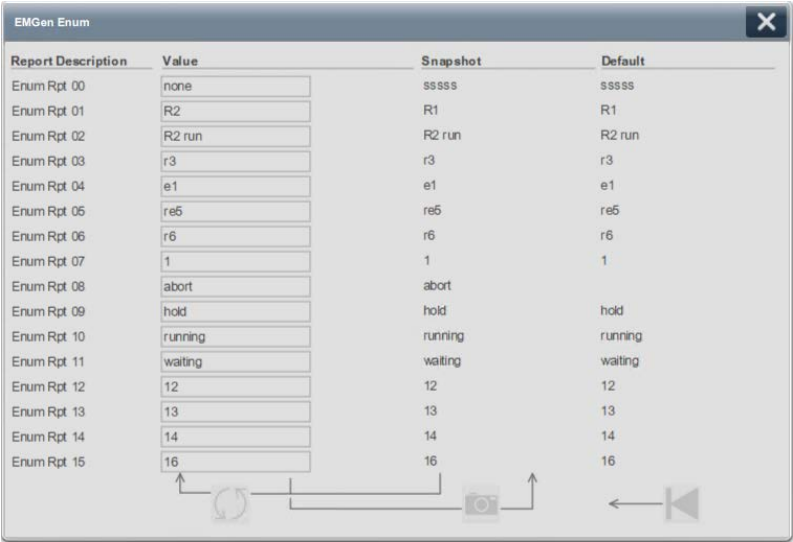 EMGen Enum
Report Description Value Snapshot Default
Enum Rpt 00 none sssss sssss
Enum Rpt 01 R2 R1 R1
Enum Rpt 02 R2 run R2 run R2 run
Enum Rpt 03 r3 r3 r3
Enum Rpt 04 e1 e1 e1
Enum Rpt 05 re5 re5 re5
Enum Rpt 06 r6 r6 r6
Enum Rpt 07 1 1 1
Enum Rpt 08 abort abort
Enum Rpt 09 hold hold hold
Enum Rpt 10 running running running
Enum Rpt 11 waiting waiting waiting
Enum Rpt 12 12 12 12
Enum Rpt 13 13 13 13
Enum Rpt 14 14 14 14
Enum Rpt 15 16 16 16